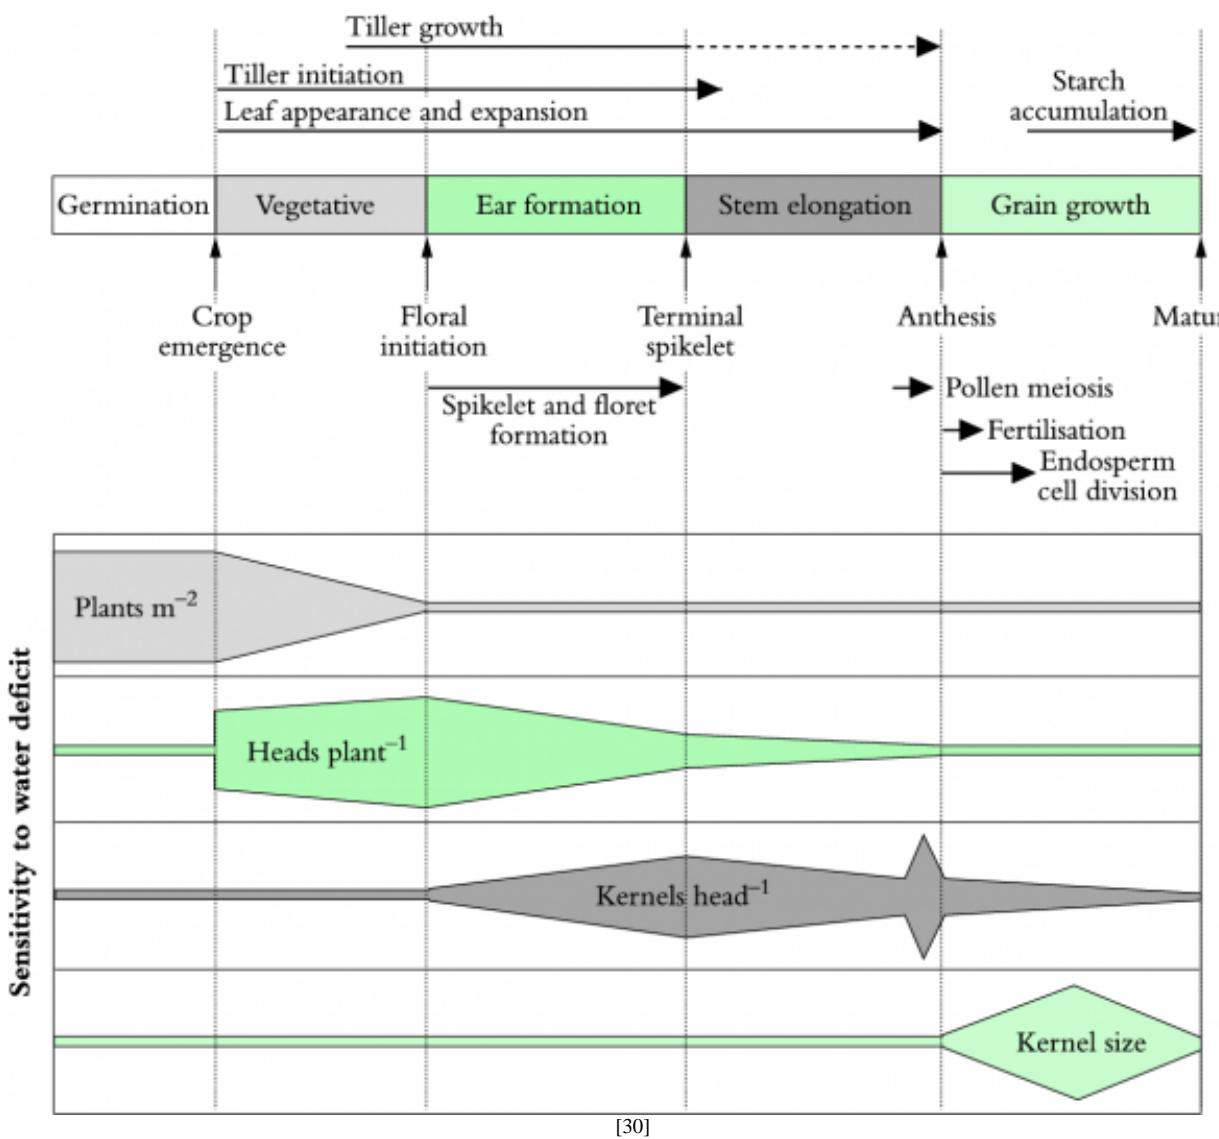 Tiller growth
Tiller initiation
Leaf appearance and expansion
Starch
accumulation
Germination
Vegetative
Ear formation
Stem elongation
Grain growth
Crop
emergence
Floral
initiation
Terminal
spikelet
Anthesis
Matur
Spikelet and floret
formation
Pollen meiosis
Fertilisation
Endosperm
cell division
Sensitivity to water deficit
Plants m⁻²
Heads plant⁻¹
Kernels head⁻¹
Kernel size
[30]